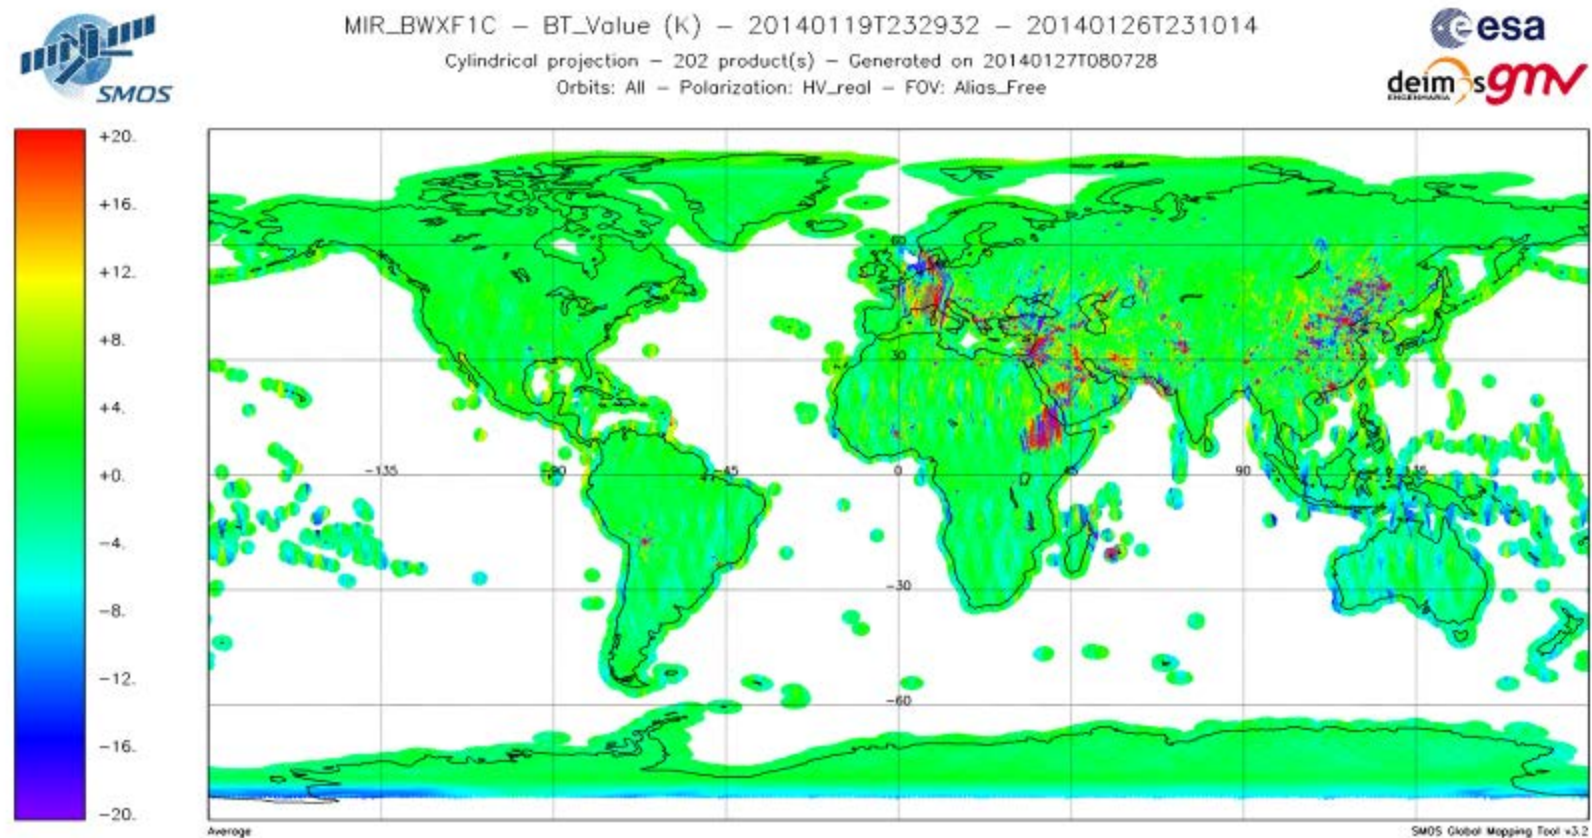 MIR_BWXF1C – BT_Value (K) – 20140119T232932 – 20140126T231014
Cylindrical projection – 202 product(s) – Generated on 20140127T080728
Orbits: All – Polarization: HV_real – FOV: Alias_Free
SMOS
esa
deimos
ENGENHARIA
gmv
+20.
+16.
+12.
+8.
+4.
+0.
−4.
−8.
−12.
−16.
−20.
30
−135
−90
−45
0
45
90
135
−30
−60
Average
SMOS Global Mapping Tool v3.2